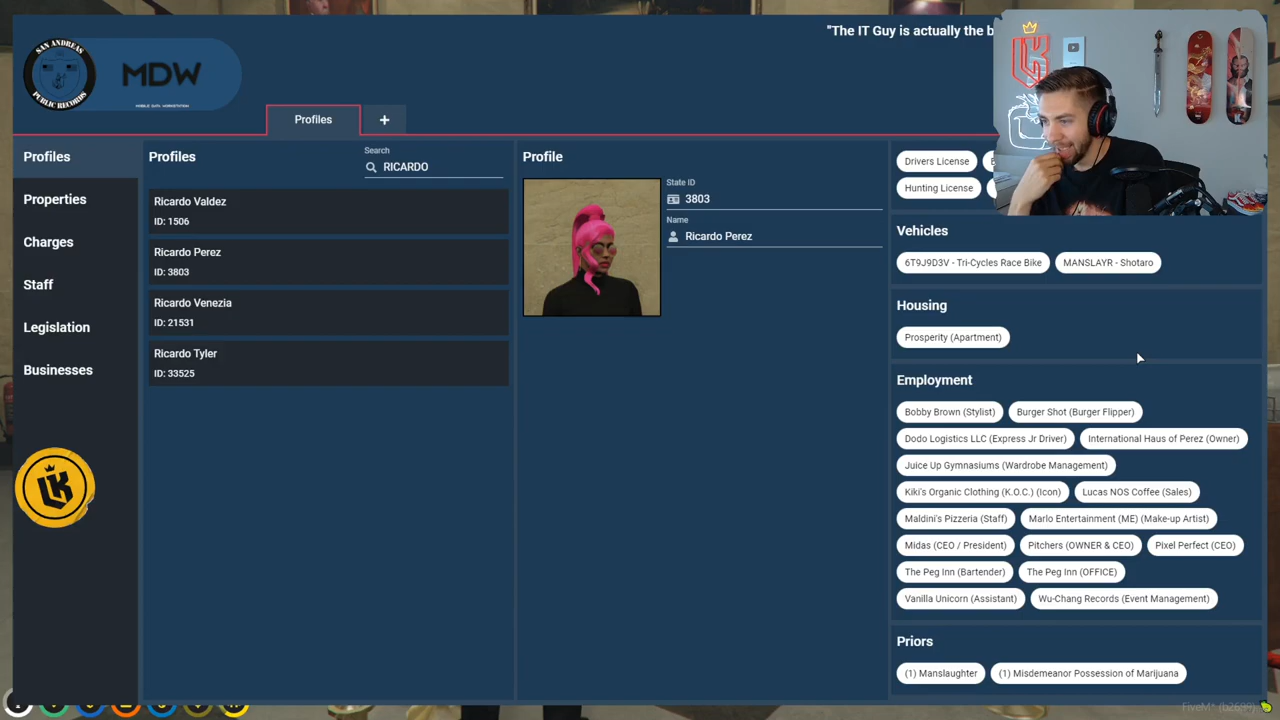 "The IT Guy is actually the b
SAN ANDREAS
PUBLIC RECORDS
MDW
MOBILE DATA WORKSTATION
Profiles
+
Profiles
Properties
Charges
Staff
Legislation
Businesses
Profiles
Search
RICARDO
Ricardo Valdez
ID: 1506
Ricardo Perez
ID: 3803
Ricardo Venezia
ID: 21531
Ricardo Tyler
ID: 33525
Profile
State ID
3803
Name
Ricardo Perez
Drivers License
Hunting License
Vehicles
6T9J9D3V - Tri-Cycles Race Bike MANSLAYR - Shotaro
Housing
Prosperity (Apartment)
Employment
Bobby Brown (Stylist) Burger Shot (Burger Flipper)
Dodo Logistics LLC (Express Jr Driver) International Haus of Perez (Owner)
Juice Up Gymnasiums (Wardrobe Management)
Kiki's Organic Clothing (K.O.C.) (Icon) Lucas NOS Coffee (Sales)
Maldini's Pizzeria (Staff) Marlo Entertainment (ME) (Make-up Artist)
Midas (CEO / President) Pitchers (OWNER & CEO) Pixel Perfect (CEO)
The Peg Inn (Bartender) The Peg Inn (OFFICE)
Vanilla Unicorn (Assistant) Wu-Chang Records (Event Management)
Priors
(1) Manslaughter (1) Misdemeanor Possession of Marijuana
LK
LK